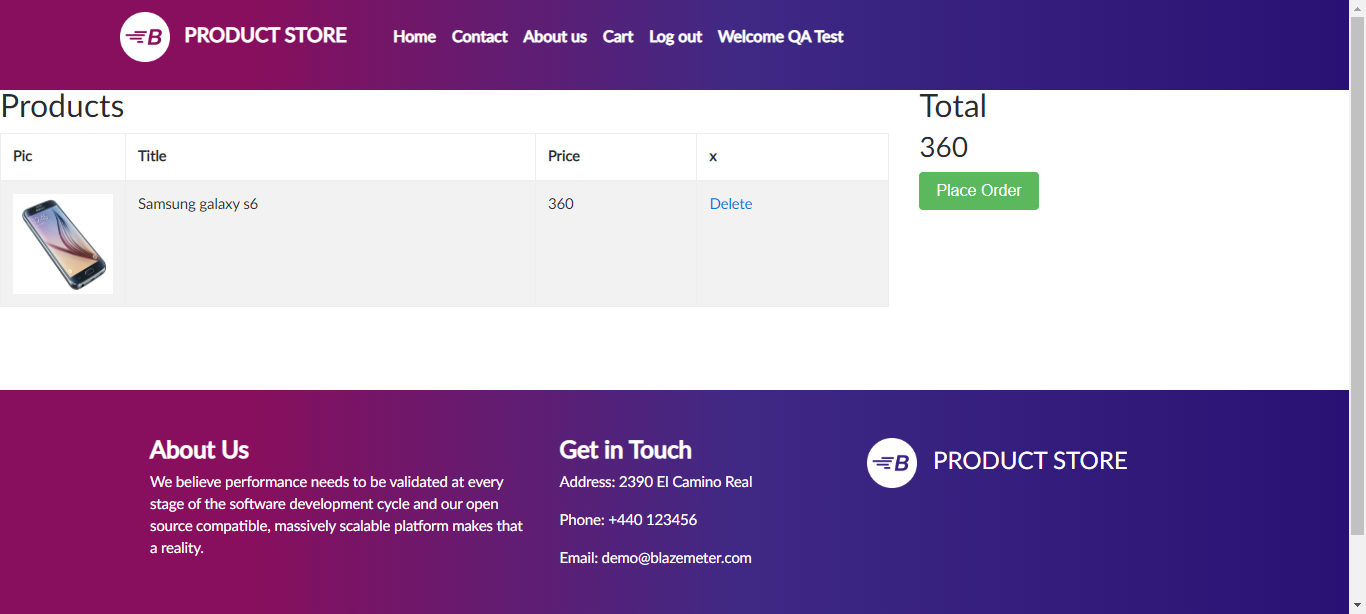 B PRODUCT STORE Home Contact About us Cart Log out Welcome QA Test
Products
Pic Title Price x
Samsung galaxy s6 360 Delete
Total
360
Place Order
About Us
We believe performance needs to be validated at every
stage of the software development cycle and our open
source compatible, massively scalable platform makes that
a reality.
Get in Touch
Address: 2390 El Camino Real
Phone: +440 123456
Email: demo@blazemeter.com
B PRODUCT STORE